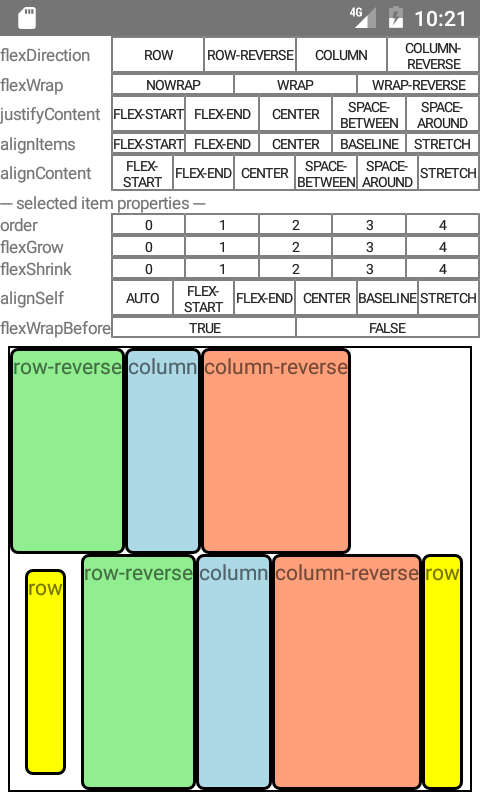 4G 10:21
flexDirection ROW ROW-REVERSE COLUMN COLUMN-REVERSE
flexWrap NOWRAP WRAP WRAP-REVERSE
justifyContent FLEX-START FLEX-END CENTER SPACE-BETWEEN SPACE-AROUND
alignItems FLEX-START FLEX-END CENTER BASELINE STRETCH
alignContent FLEX-START FLEX-END CENTER SPACE-BETWEEN SPACE-AROUND STRETCH
— selected item properties —
order 0 1 2 3 4
flexGrow 0 1 2 3 4
flexShrink 0 1 2 3 4
alignSelf AUTO FLEX-START FLEX-END CENTER BASELINE STRETCH
flexWrapBefore TRUE FALSE
row-reverse column column-reverse
row row-reverse column column-reverse row